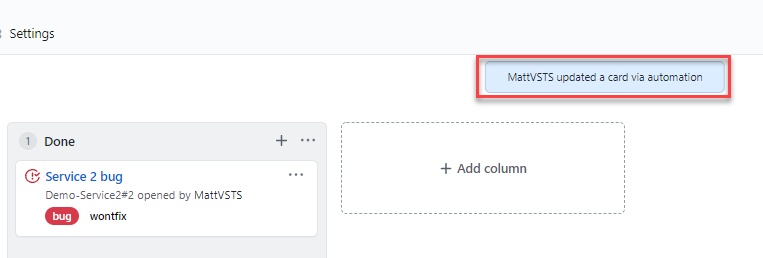 Settings
MattVSTS updated a card via automation
1 Done + ...
Service 2 bug ...
Demo-Service2#2 opened by MattVSTS
bug wontfix
+ Add column